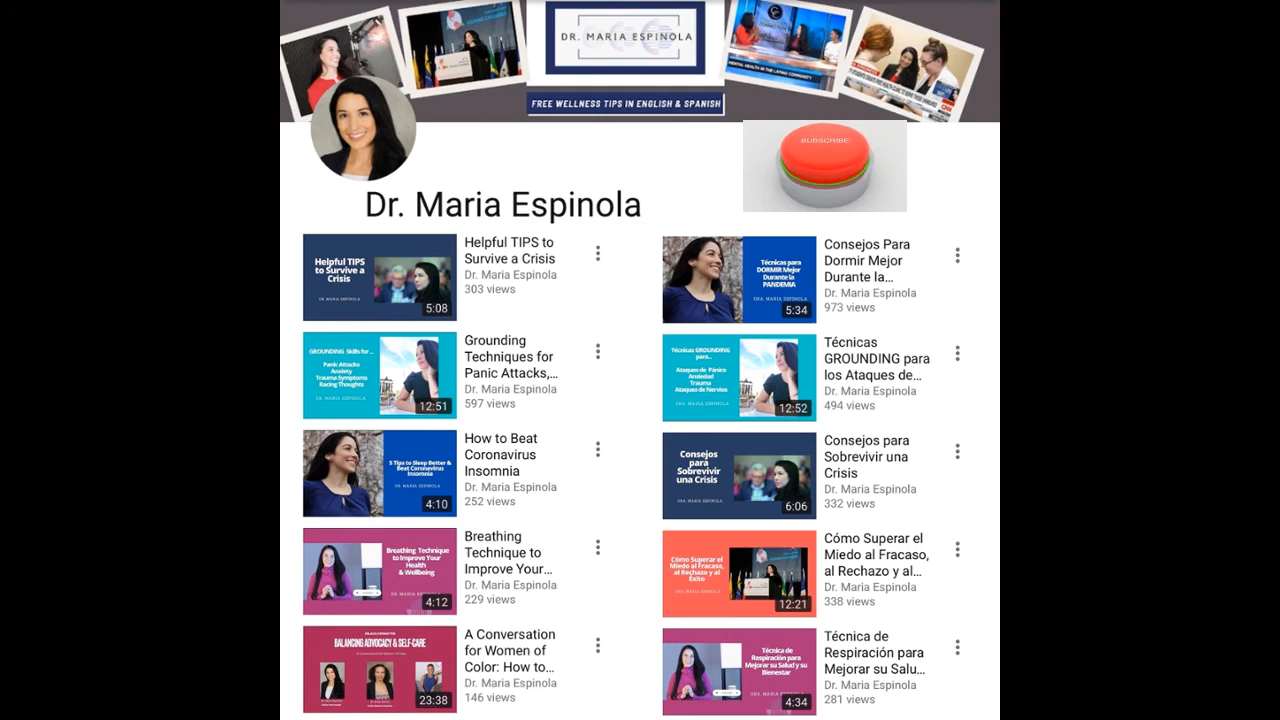 DR. MARIA ESPINOLA
MENTAL HEALTH IN THE LATINO COMMUNITY
FREE WELLNESS TIPS IN ENGLISH & SPANISH
SUBSCRIBE
Dr. Maria Espinola
Helpful TIPS
to Survive a
Crisis
DR. MARIA ESPINOLA
5:08
Helpful TIPS to
Survive a Crisis
Dr. Maria Espinola
303 views
GROUNDING Skills for...
Panic Attacks
Anxiety
Trauma Symptoms
Racing Thoughts
DR. MARIA ESPINOLA
12:51
Grounding
Techniques for
Panic Attacks,...
Dr. Maria Espinola
597 views
5 Tips to Sleep Better &
Beat Coronavirus
Insomnia
DR. MARIA ESPINOLA
4:10
How to Beat
Coronavirus
Insomnia
Dr. Maria Espinola
252 views
Breathing Technique
to Improve Your
Health
& Wellbeing
DR. MARIA ESPINOLA
4:12
Breathing
Technique to
Improve Your...
Dr. Maria Espinola
229 views
BALANCING ADVOCACY & SELF-CARE
23:38
A Conversation
for Women of
Color: How to...
Dr. Maria Espinola
146 views
Técnicas para
DORMIR Mejor
Durante la
PANDEMIA
DRA. MARIA ESPINOLA
5:34
Consejos Para
Dormir Mejor
Durante la...
Dr. Maria Espinola
973 views
Técnicas GROUNDING
para...
Ataques de Pánico
Ansiedad
Trauma
Ataques de Nervios
DRA. MARIA ESPINOLA
12:52
Técnicas
GROUNDING para
los Ataques de...
Dr. Maria Espinola
494 views
Consejos
para
Sobrevivir
una Crisis
DRA. MARIA ESPINOLA
6:06
Consejos para
Sobrevivir una
Crisis
Dr. Maria Espinola
332 views
Cómo Superar el
Miedo al Fracaso,
al Rechazo y al
Éxito
DRA. MARIA ESPINOLA
12:21
Cómo Superar el
Miedo al Fracaso,
al Rechazo y al...
Dr. Maria Espinola
338 views
Técnica de
Respiración para
Mejorar su Salud y su
Bienestar
DRA. MARIA ESPINOLA
4:34
Técnica de
Respiración para
Mejorar su Salu...
Dr. Maria Espinola
281 views